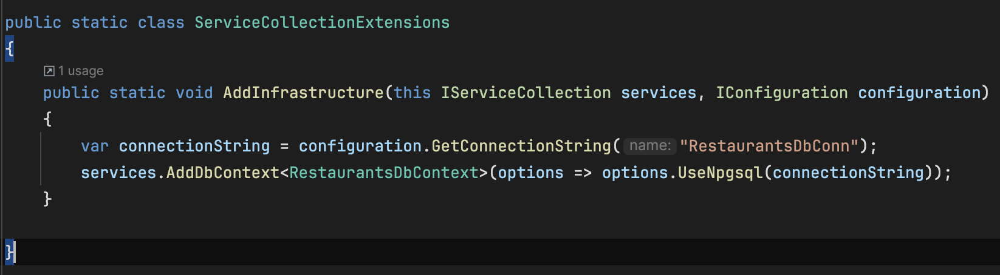 public static class ServiceCollectionExtensions
{
1 usage
public static void AddInfrastructure(this IServiceCollection services, IConfiguration configuration)
{
var connectionString = configuration.GetConnectionString( name: "RestaurantsDbConn");
services.AddDbContext<RestaurantsDbContext>(options => options.UseNpgsql(connectionString));
}
}